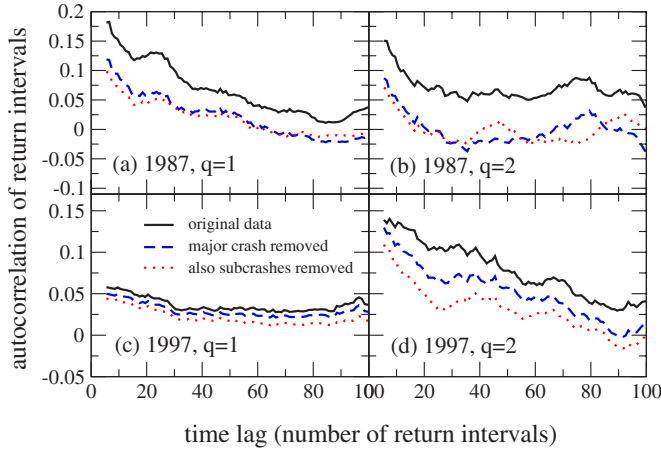 0.2
0.15
0.1
0.05
0
-0.05
-0.1
(a) 1987, q=1
(b) 1987, q=2
autocorrelation of return intervals
0.15
0.1
0.05
0
-0.05
original data
major crash removed
also subcrashes removed
(c) 1997, q=1
(d) 1997, q=2
0 20 40 60 80 100 20 40 60 80 100
time lag (number of return intervals)